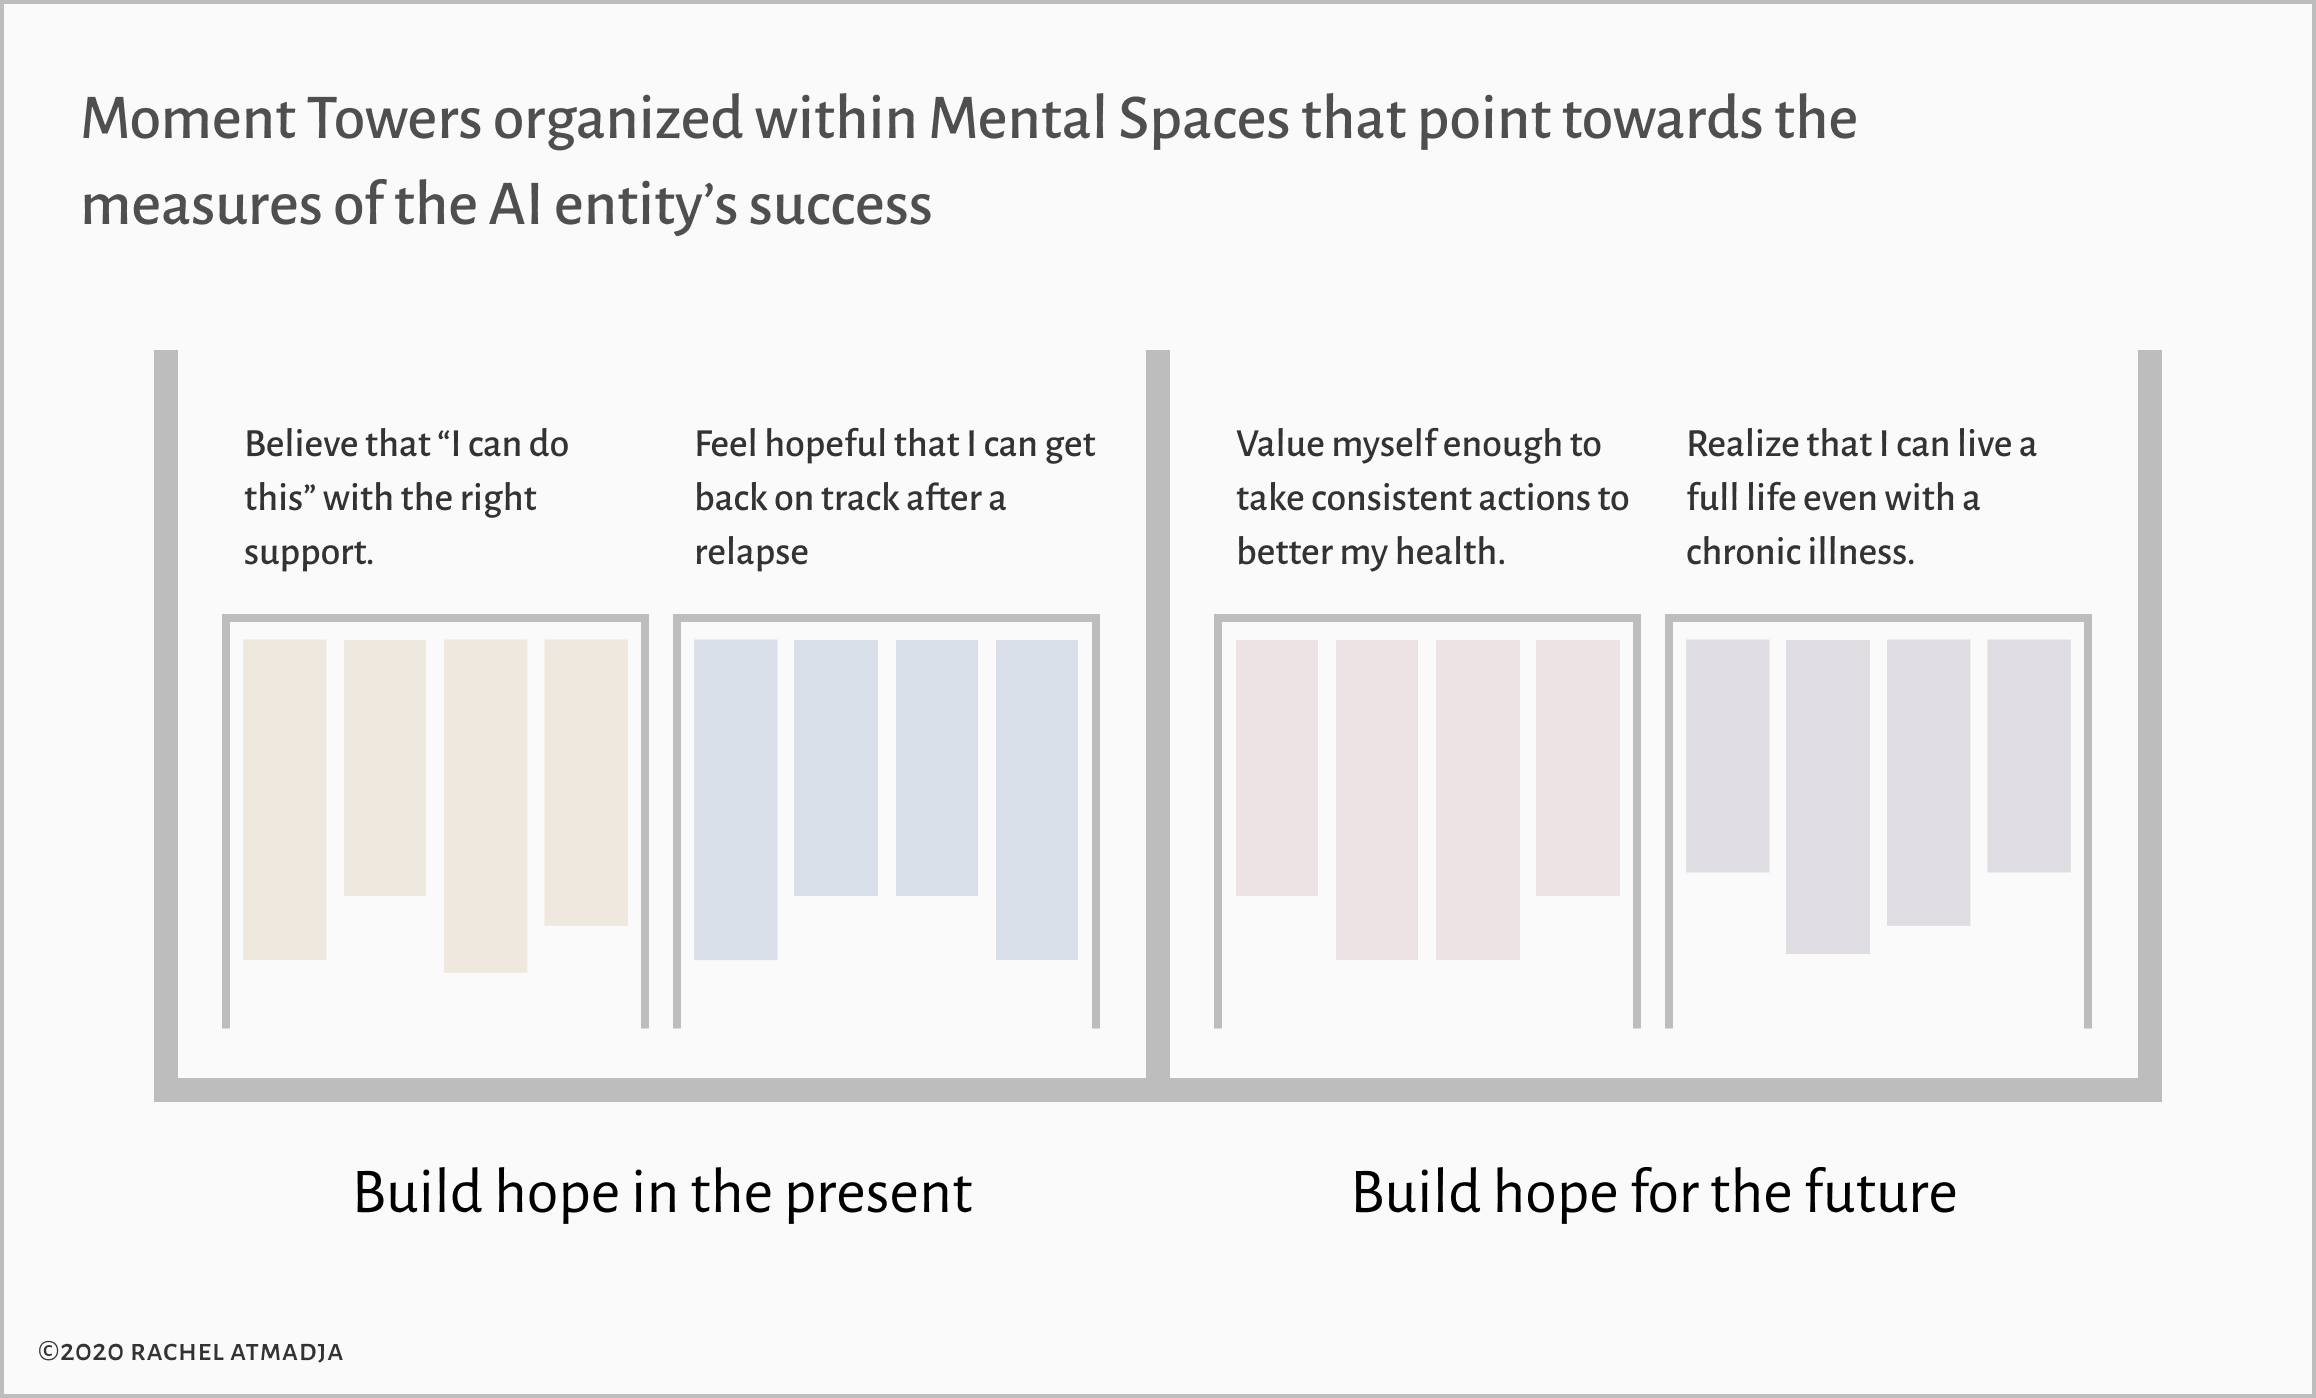 Moment Towers organized within Mental Spaces that point towards the
measures of the AI entity’s success
Believe that “I can do
this” with the right
support.
Feel hopeful that I can get
back on track after a
relapse
Value myself enough to
take consistent actions to
better my health.
Realize that I can live a
full life even with a
chronic illness.
Build hope in the present
Build hope for the future
©2020 RACHEL ATMADJA